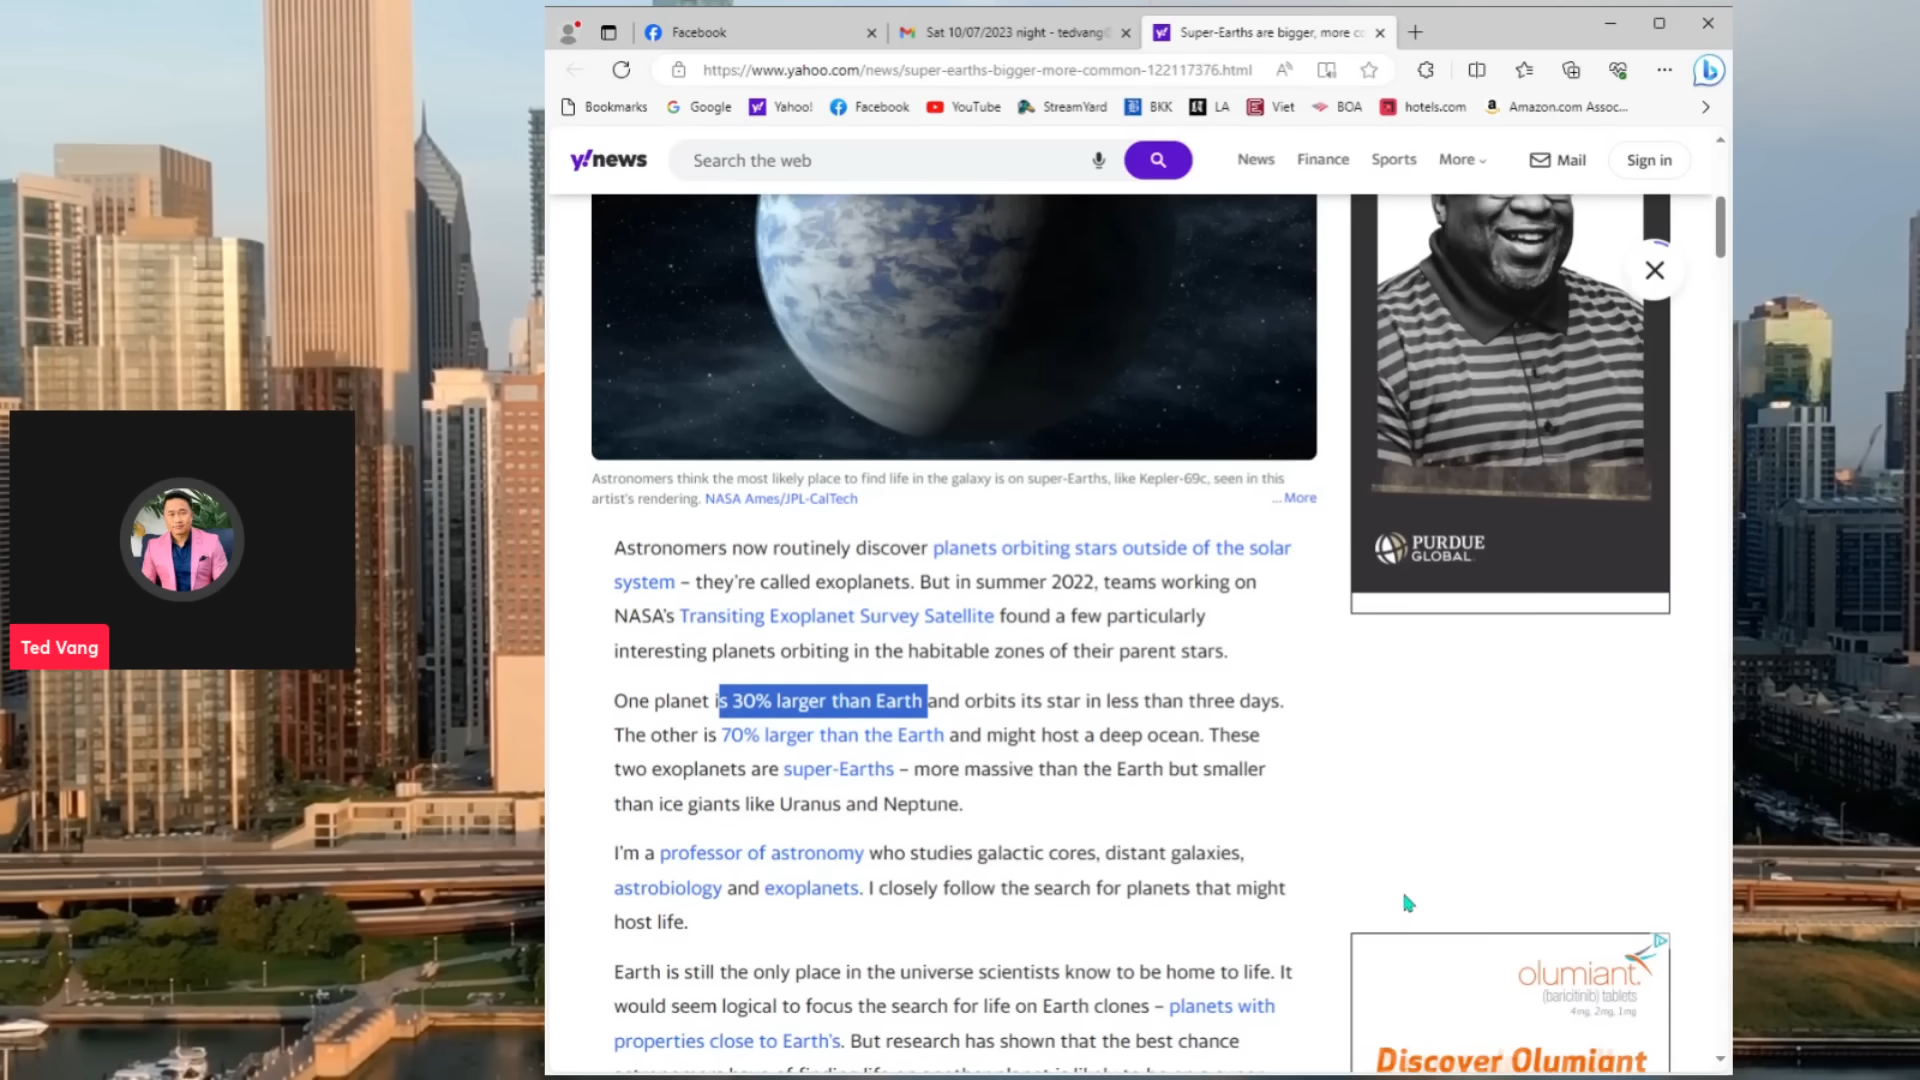 Facebook
Sat 10/07/2023 night - tedvang
Super-Earths are bigger, more co
https://www.yahoo.com/news/super-earths-bigger-more-common-122117376.html
Bookmarks
Google
Yahoo!
Facebook
YouTube
StreamYard
BKK
LA
Viet
BOA
hotels.com
Amazon.com Assoc...
y!news
Search the web
News
Finance
Sports
More
Mail
Sign in
Astronomers think the most likely place to find life in the galaxy is on super-Earths, like Kepler-69c, seen in this
artist's rendering. NASA Ames/JPL-CalTech
...More
Astronomers now routinely discover planets orbiting stars outside of the solar
system – they're called exoplanets. But in summer 2022, teams working on
NASA's Transiting Exoplanet Survey Satellite found a few particularly
interesting planets orbiting in the habitable zones of their parent stars.
One planet is 30% larger than Earth and orbits its star in less than three days.
The other is 70% larger than the Earth and might host a deep ocean. These
two exoplanets are super-Earths – more massive than the Earth but smaller
than ice giants like Uranus and Neptune.
I'm a professor of astronomy who studies galactic cores, distant galaxies,
astrobiology and exoplanets. I closely follow the search for planets that might
host life.
Earth is still the only place in the universe scientists know to be home to life. It
would seem logical to focus the search for life on Earth clones – planets with
properties close to Earth's. But research has shown that the best chance
PURDUE
GLOBAL
olumiant
(baricitinib) tablets
4mg, 2mg, 1mg
Discover Olumiant
Ted Vang